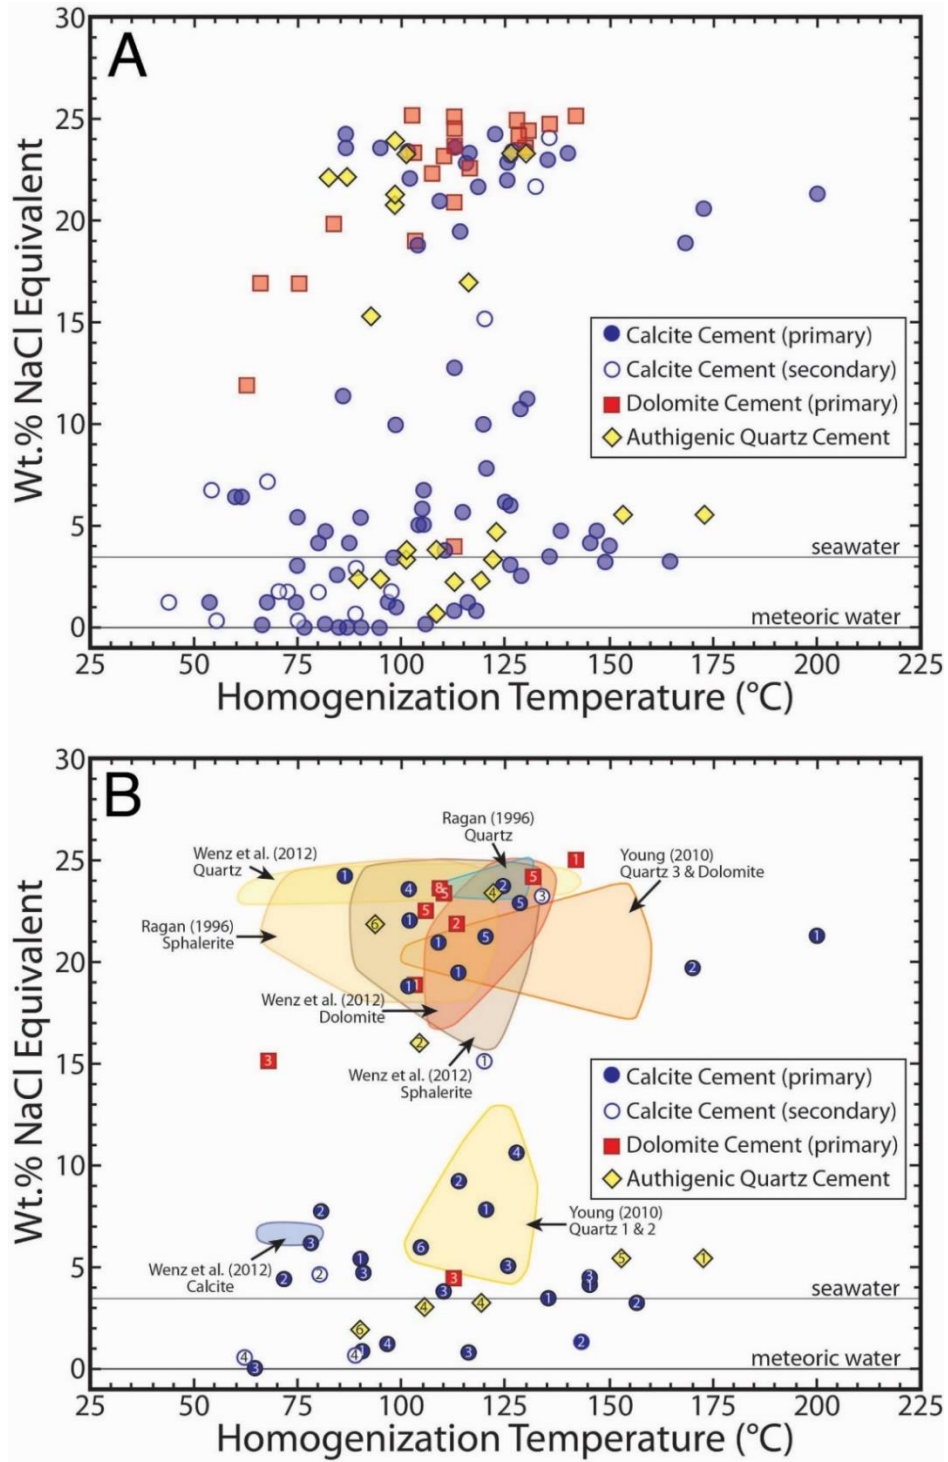 A
Wt.% NaCl Equivalent
30
25
20
15
10
5
0
Calcite Cement (primary)
Calcite Cement (secondary)
Dolomite Cement (primary)
Authigenic Quartz Cement
seawater
meteoric water
25 50 75 100 125 150 175 200 225
Homogenization Temperature (°C)
B
Wt.% NaCl Equivalent
30
25
20
15
10
5
0
Ragan (1996)
Quartz
Wenz et al. (2012)
Quartz
Young (2010)
Quartz 3 & Dolomite
Ragan (1996)
Sphalerite
Wenz et al. (2012)
Dolomite
Wenz et al. (2012)
Sphalerite
Calcite Cement (primary)
Calcite Cement (secondary)
Dolomite Cement (primary)
Authigenic Quartz Cement
Young (2010)
Quartz 1 & 2
Wenz et al. (2012)
Calcite
seawater
meteoric water
25 50 75 100 125 150 175 200 225
Homogenization Temperature (°C)